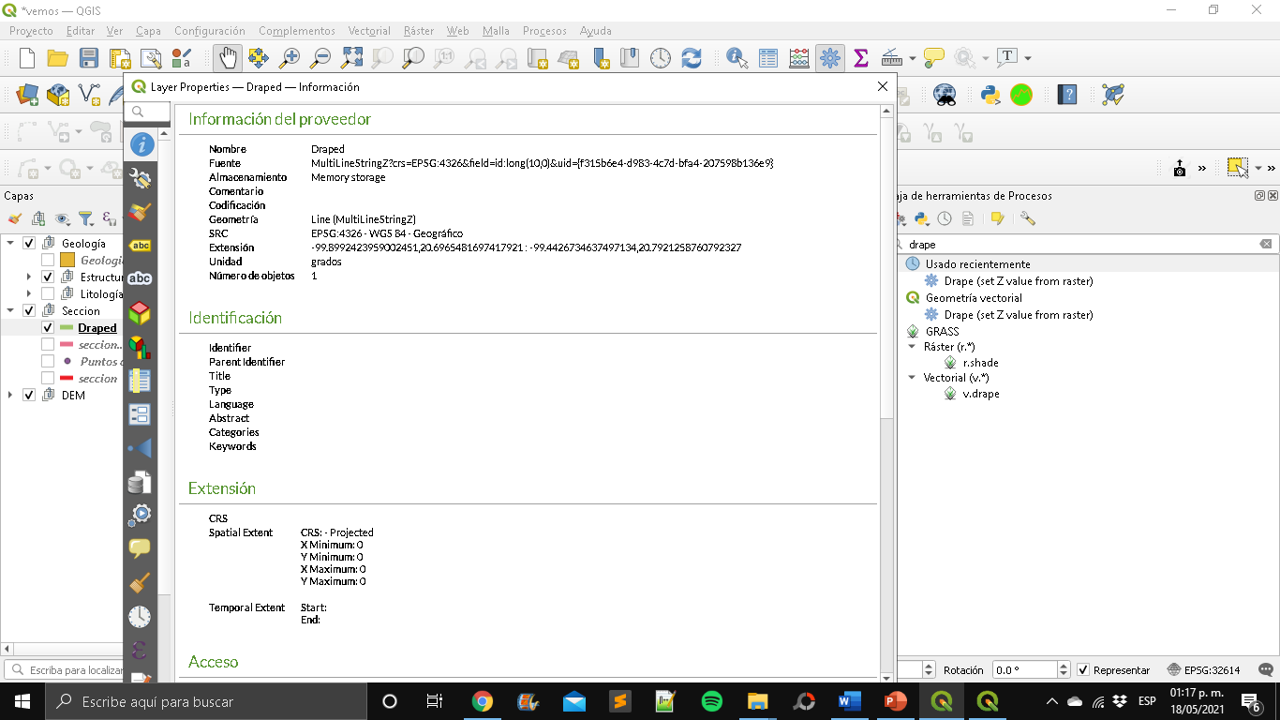 *vemos — QGIS
Proyecto Editar Ver Capa Configuración Complementos Vectorial Ráster Web Malla Procesos Ayuda
Layer Properties — Draped — Información
Información del proveedor
Nombre Draped
Fuente MultiLineStringZ?crs=EPSG:4326&field=id:long(10,0)&uid={f315b6e4-d983-4c7d-bfa4-207598b136e9}
Almacenamiento Memory storage
Comentario
Codificación
Geometría Line (MultiLineStringZ)
SRC EPSG:4326 - WGS 84 - Geográfico
Extensión -99.8992423959002451,20.6965481697417921 : -99.4426734637497134,20.7921258760792327
Unidad grados
Número de objetos 1
Identificación
Identifier
Parent Identifier
Title
Type
Language
Abstract
Categories
Keywords
Extensión
CRS
Spatial Extent CRS: - Projected
X Minimum: 0
Y Minimum: 0
X Maximum: 0
Y Maximum: 0
Temporal Extent Start:
End:
Acceso
Capas
Geología
Geologí
Estructu
Litología
Seccion
Draped
seccion...
Puntos
seccion
DEM
abc
abc
ja de herramientas de Procesos
drape
Usado recientemente
Drape (set Z value from raster)
Geometría vectorial
Drape (set Z value from raster)
GRASS
Ráster (r.*)
r.shade
Vectorial (v.*)
v.drape
Escriba para localizar
Rotación 0.0 ° Representar EPSG:32614
Escribe aquí para buscar
ESP
01:17 p. m.
18/05/2021
6